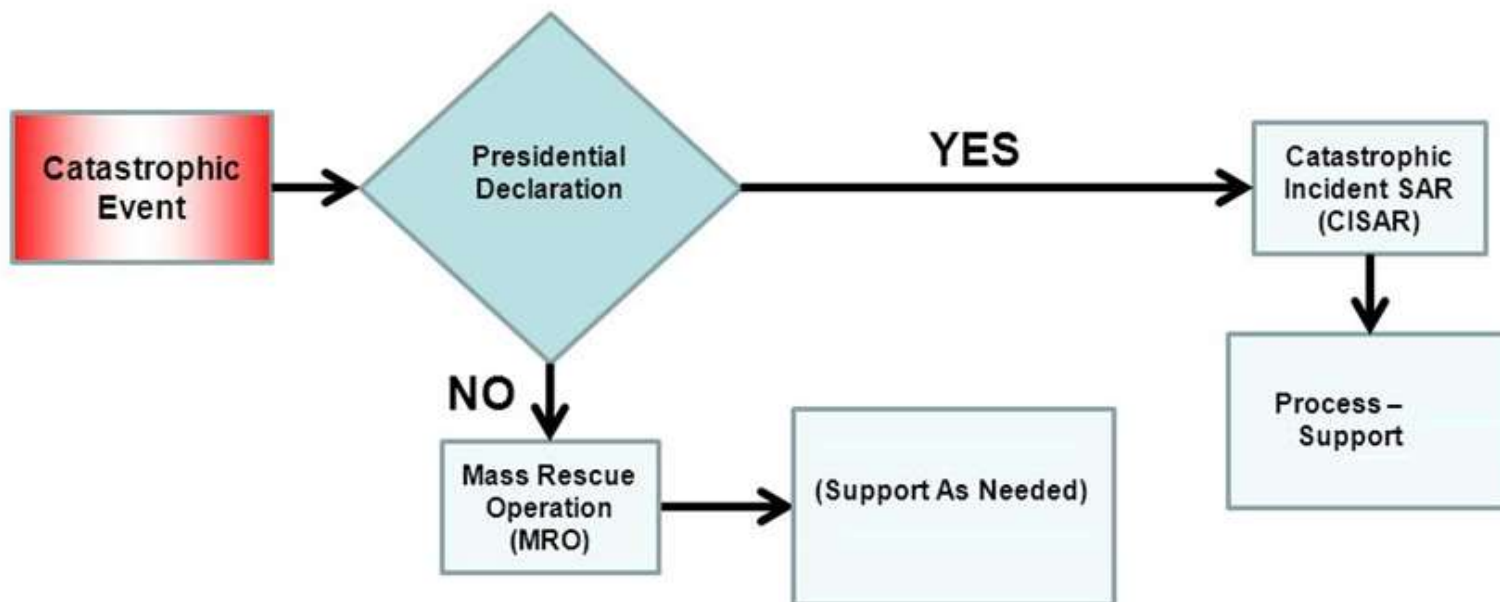 Catastrophic
Event
Presidential
Declaration
YES
Catastrophic
Incident SAR
(CISAR)
Process –
Support
NO
Mass Rescue
Operation
(MRO)
(Support As Needed)